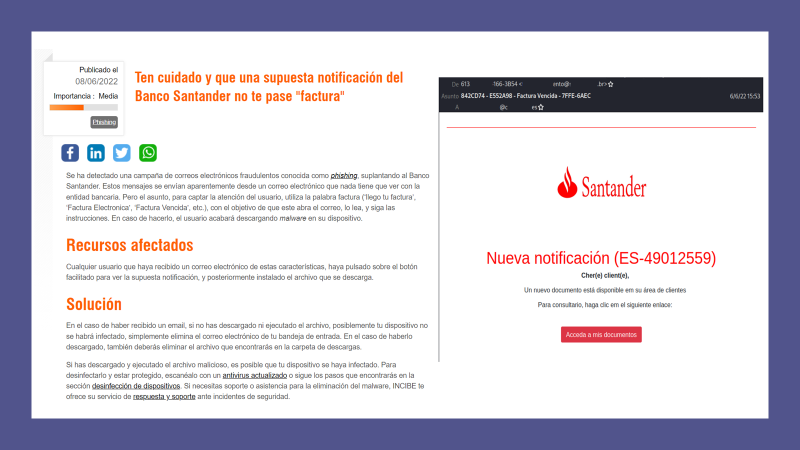 Publicado el
08/06/2022
Importancia : Media
Phishing
Ten cuidado y que una supuesta notificación del
Banco Santander no te pase "factura"
Se ha detectado una campaña de correos electrónicos fraudulentos conocida como phishing, suplantando al Banco
Santander. Estos mensajes se envían aparentemente desde un correo electrónico que nada tiene que ver con la
entidad bancaria. Pero el asunto, para captar la atención del usuario, utiliza la palabra factura ('llego tu factura',
'Factura Electronica', 'Factura Vencida', etc.), con el objetivo de que este abra el correo, lo lea, y siga las
instrucciones. En caso de hacerlo, el usuario acabará descargando malware en su dispositivo.
Recursos afectados
Cualquier usuario que haya recibido un correo electrónico de estas características, haya pulsado sobre el botón
facilitado para ver la supuesta notificación, y posteriormente instalado el archivo que se descarga.
Solución
En el caso de haber recibido un email, si no has descargado ni ejecutado el archivo, posiblemente tu dispositivo no
se habrá infectado, simplemente elimina el correo electrónico de tu bandeja de entrada. En el caso de haberlo
descargado, también deberás eliminar el archivo que encontrarás en la carpeta de descargas.
Si has descargado y ejecutado el archivo malicioso, es posible que tu dispositivo se haya infectado. Para
desinfectarlo y estar protegido, escanéalo con un antivirus actualizado o sigue los pasos que encontrarás en la
sección desinfección de dispositivos. Si necesitas soporte o asistencia para la eliminación del malware, INCIBE te
ofrece su servicio de respuesta y soporte ante incidentes de seguridad.
De 613 166-3B54 < ento@ .br>
Asunto 842CD74 - E552A98 - Factura Vencida - 7FFE-6AEC 6/6/22 15:53
A @c es
Santander
Nueva notificación (ES-49012559)
Cher(e) client(e),
Un nuevo documento está disponible em su área de clientes
Para consultario, haga clic em el siguiente enlace:
Acceda a mis documentos